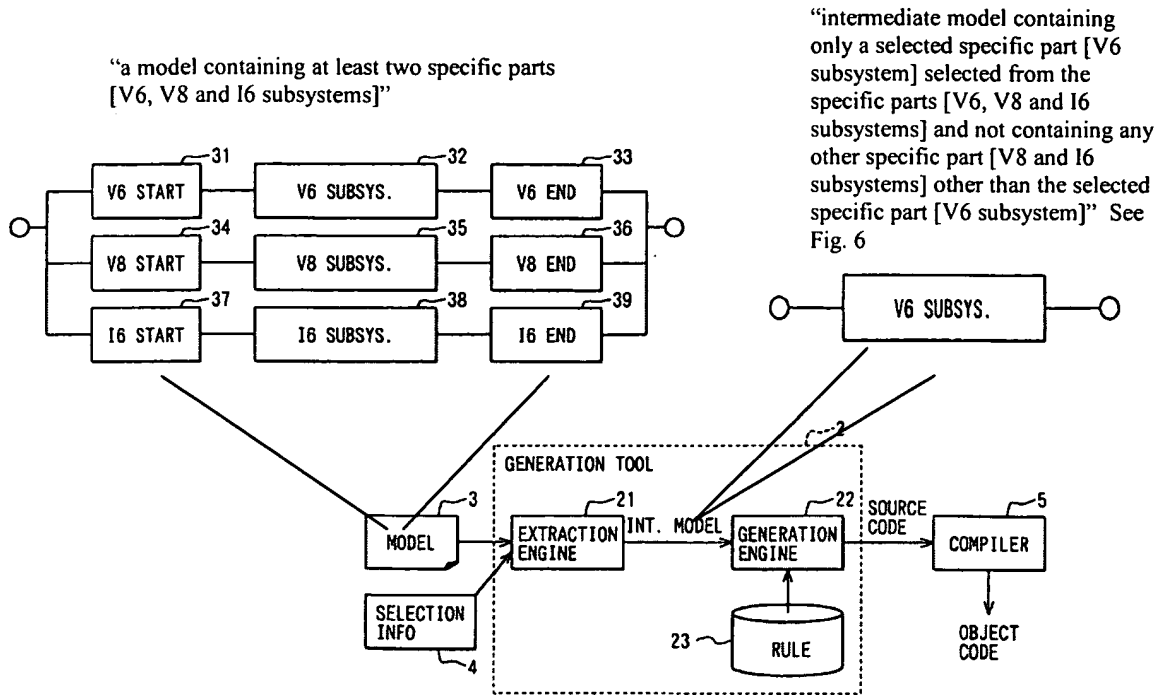 “a model containing at least two specific parts
[V6, V8 and I6 subsystems]”
“intermediate model containing
only a selected specific part [V6
subsystem] selected from the
specific parts [V6, V8 and I6
subsystems] and not containing any
other specific part [V8 and I6
subsystems] other than the selected
specific part [V6 subsystem]” See
Fig. 6
31
32
33
V6 START
V6 SUBSYS.
V6 END
34
35
36
V8 START
V8 SUBSYS.
V8 END
37
38
39
I6 START
I6 SUBSYS.
I6 END
V6 SUBSYS.
2
GENERATION TOOL
3
21
22
5
MODEL
EXTRACTION
ENGINE
INT. MODEL
GENERATION
ENGINE
SOURCE
CODE
COMPILER
SELECTION
INFO
4
23
RULE
OBJECT
CODE